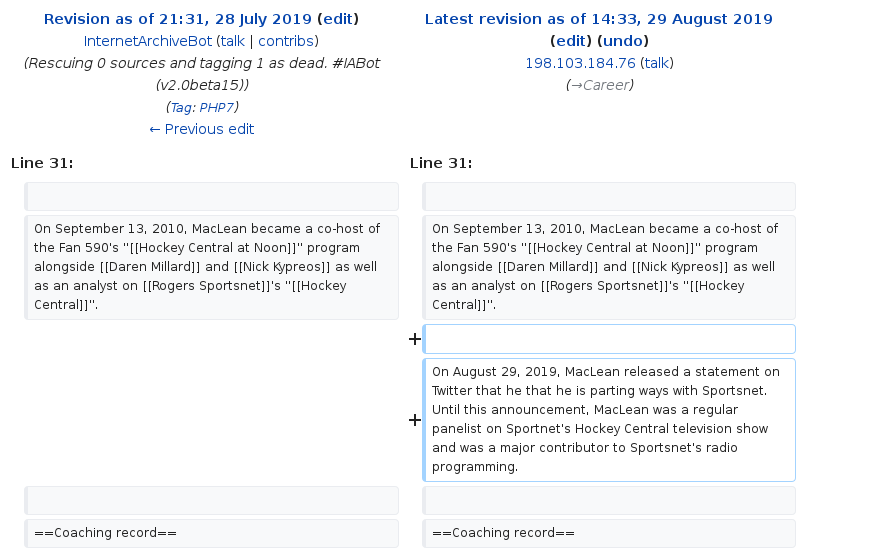 Revision as of 21:31, 28 July 2019 (edit)
InternetArchiveBot (talk | contribs)
(Rescuing 0 sources and tagging 1 as dead. #IABot
(v2.0beta15))
(Tag: PHP7)
← Previous edit
Latest revision as of 14:33, 29 August 2019
(edit) (undo)
198.103.184.76 (talk)
(→Career)
Line 31:
Line 31:
On September 13, 2010, MacLean became a co-host of
the Fan 590's "[[Hockey Central at Noon]]" program
alongside [[Daren Millard]] and [[Nick Kypreos]] as well
as an analyst on [[Rogers Sportsnet]]'s "[[Hockey
Central]]".
On September 13, 2010, MacLean became a co-host of
the Fan 590's "[[Hockey Central at Noon]]" program
alongside [[Daren Millard]] and [[Nick Kypreos]] as well
as an analyst on [[Rogers Sportsnet]]'s "[[Hockey
Central]]".
+
+
On August 29, 2019, MacLean released a statement on
Twitter that he that he is parting ways with Sportsnet.
Until this announcement, MacLean was a regular
panelist on Sportnet's Hockey Central television show
and was a major contributor to Sportsnet's radio
programming.
==Coaching record==
==Coaching record==